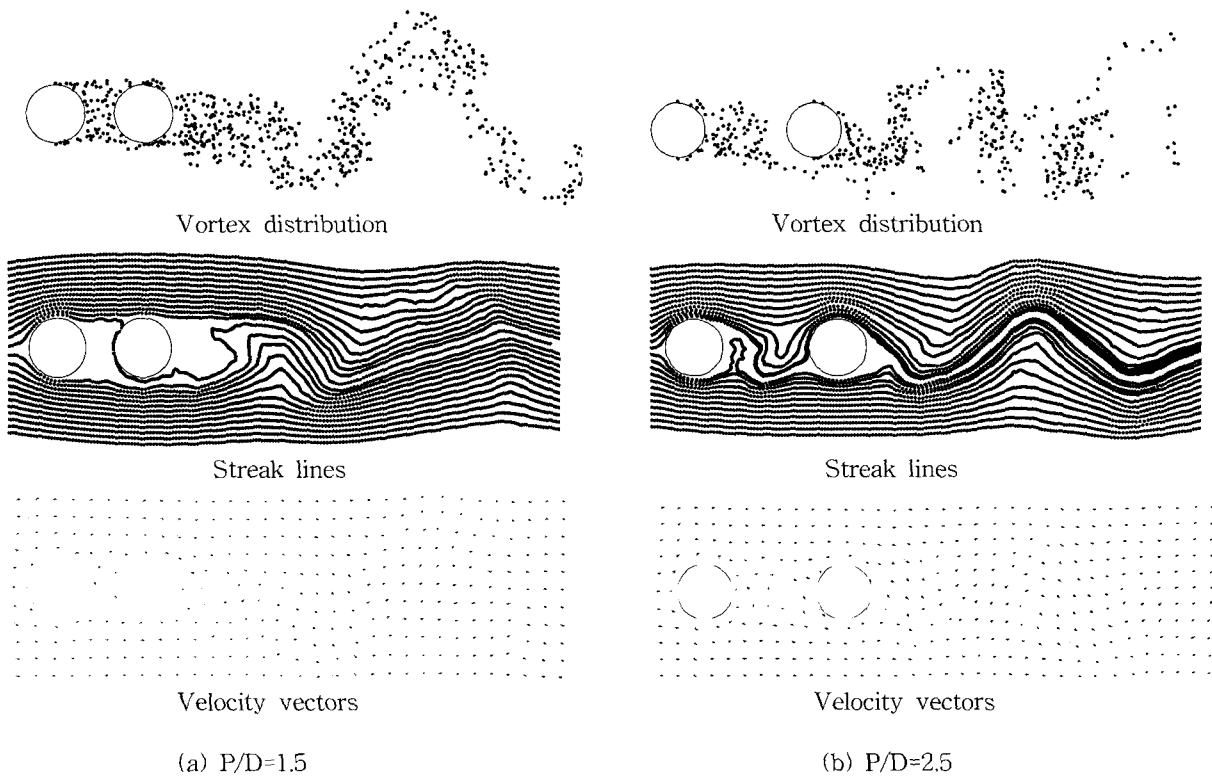 Vortex distribution
Vortex distribution
Streak lines
Streak lines
Velocity vectors
Velocity vectors
(a) P/D=1.5
(b) P/D=2.5